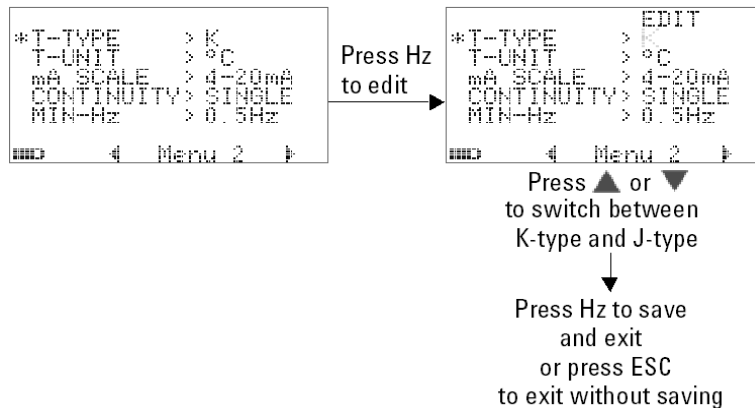 *T-TYPE > K
T-UNIT > °C
mA SCALE > 4-20mA
CONTINUITY> SINGLE
MIN-Hz > 0.5Hz
Menu 2
Press Hz
to edit
EDIT
*T-TYPE > K
T-UNIT > °C
mA SCALE > 4-20mA
CONTINUITY> SINGLE
MIN-Hz > 0.5Hz
Menu 2
Press ▲ or ▼
to switch between
K-type and J-type
Press Hz to save
and exit
or press ESC
to exit without saving